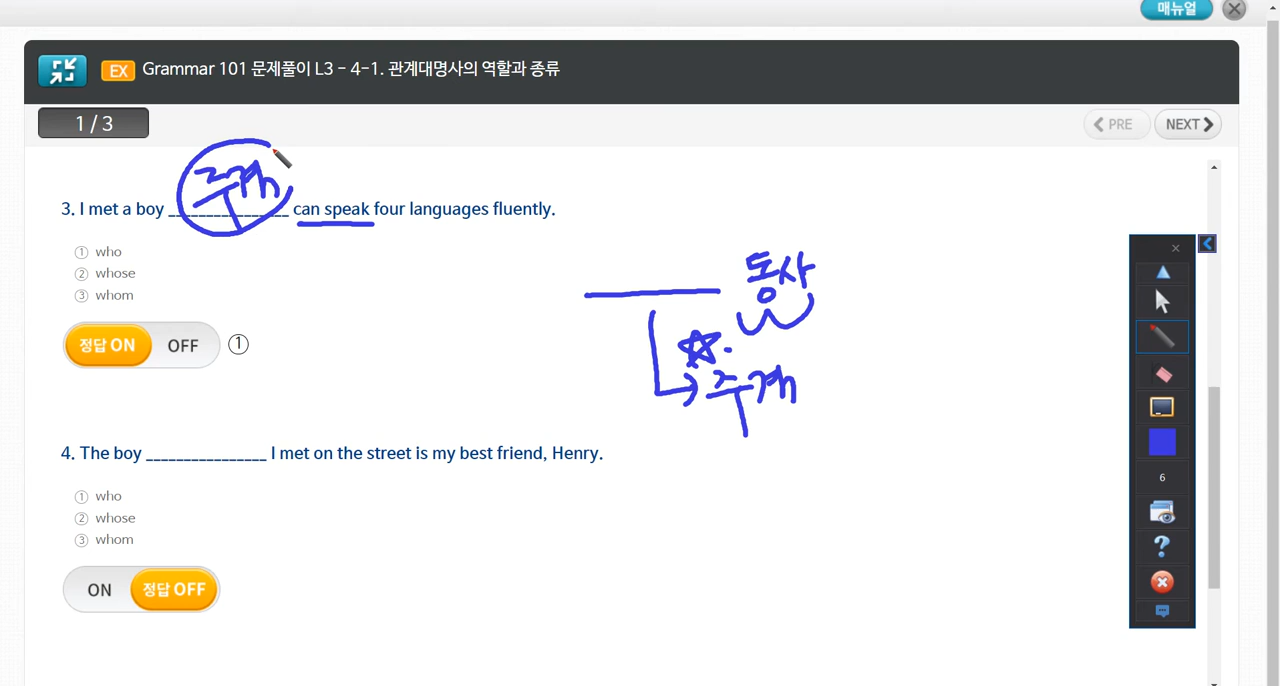 매뉴얼
EX Grammar 101 문제풀이 L3 - 4-1. 관계대명사의 역할과 종류
1 / 3
PRE NEXT
주격
3. I met a boy ________________ can speak four languages fluently.
① who
② whose
③ whom
정답 ON OFF ①
동사
주격
4. The boy ________________ I met on the street is my best friend, Henry.
① who
② whose
③ whom
ON 정답 OFF
6